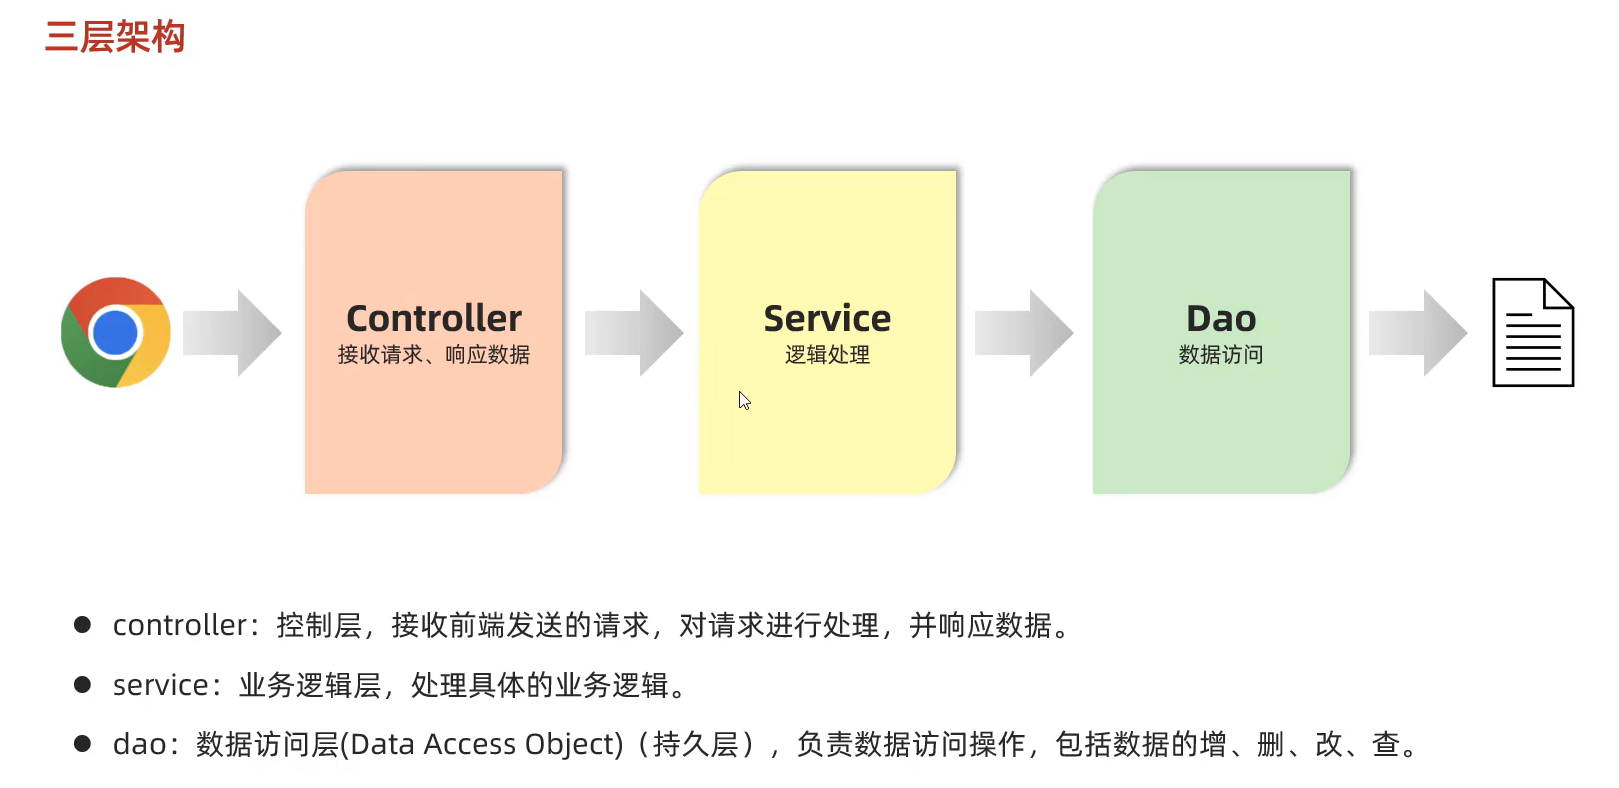 三层架构
Controller
接收请求、响应数据
Service
逻辑处理
Dao
数据访问
controller：控制层，接收前端发送的请求，对请求进行处理，并响应数据。
service：业务逻辑层，处理具体的业务逻辑。
dao：数据访问层(Data Access Object)（持久层），负责数据访问操作，包括数据的增、删、改、查。